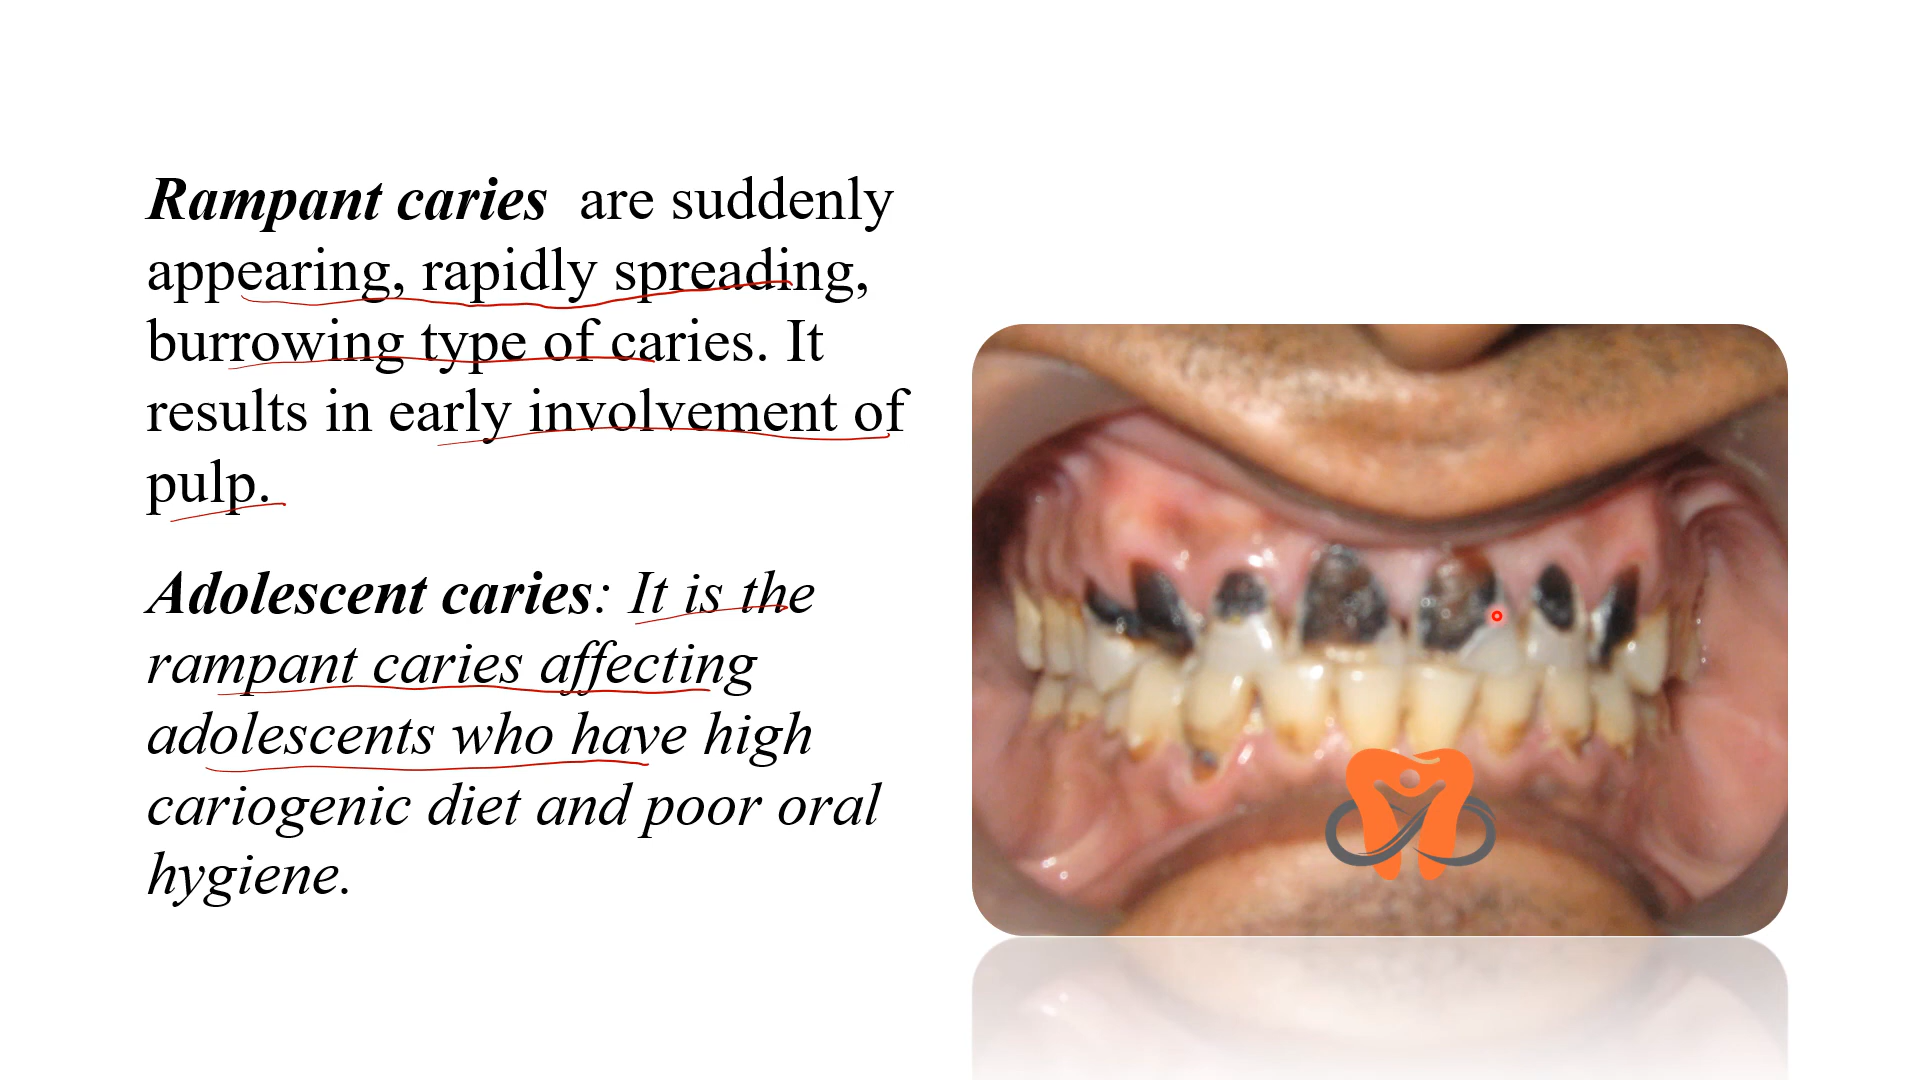 Rampant caries are suddenly
appearing, rapidly spreading,
burrowing type of caries. It
results in early involvement of
pulp.
Adolescent caries: It is the
rampant caries affecting
adolescents who have high
cariogenic diet and poor oral
hygiene.